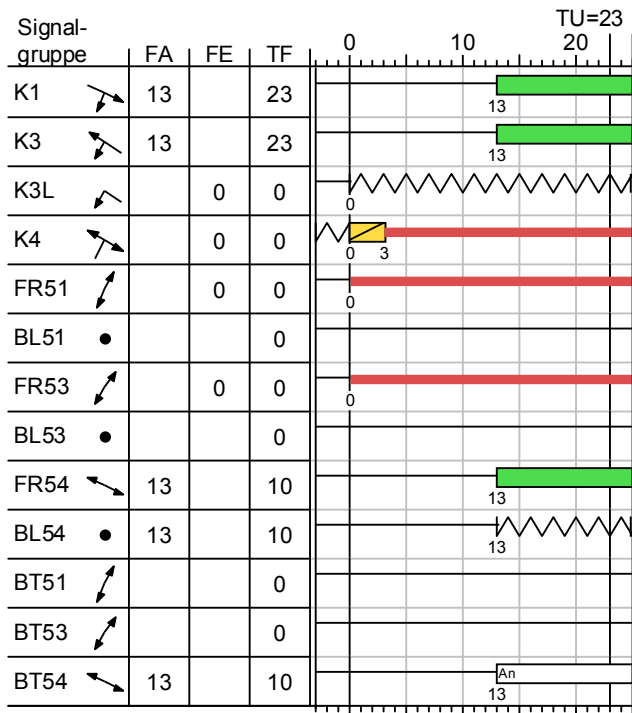 TU=23
Signal-
gruppe FA FE TF 0 10 20
K1 13 23
13
K3 13 23
13
K3L 0 0
0
K4 0 0
0 3
FR51 0 0
0
BL51 0
FR53 0 0
0
BL53 0
FR54 13 10
13
BL54 13 10
13
BT51 0
BT53 0
BT54 13 10 An
13